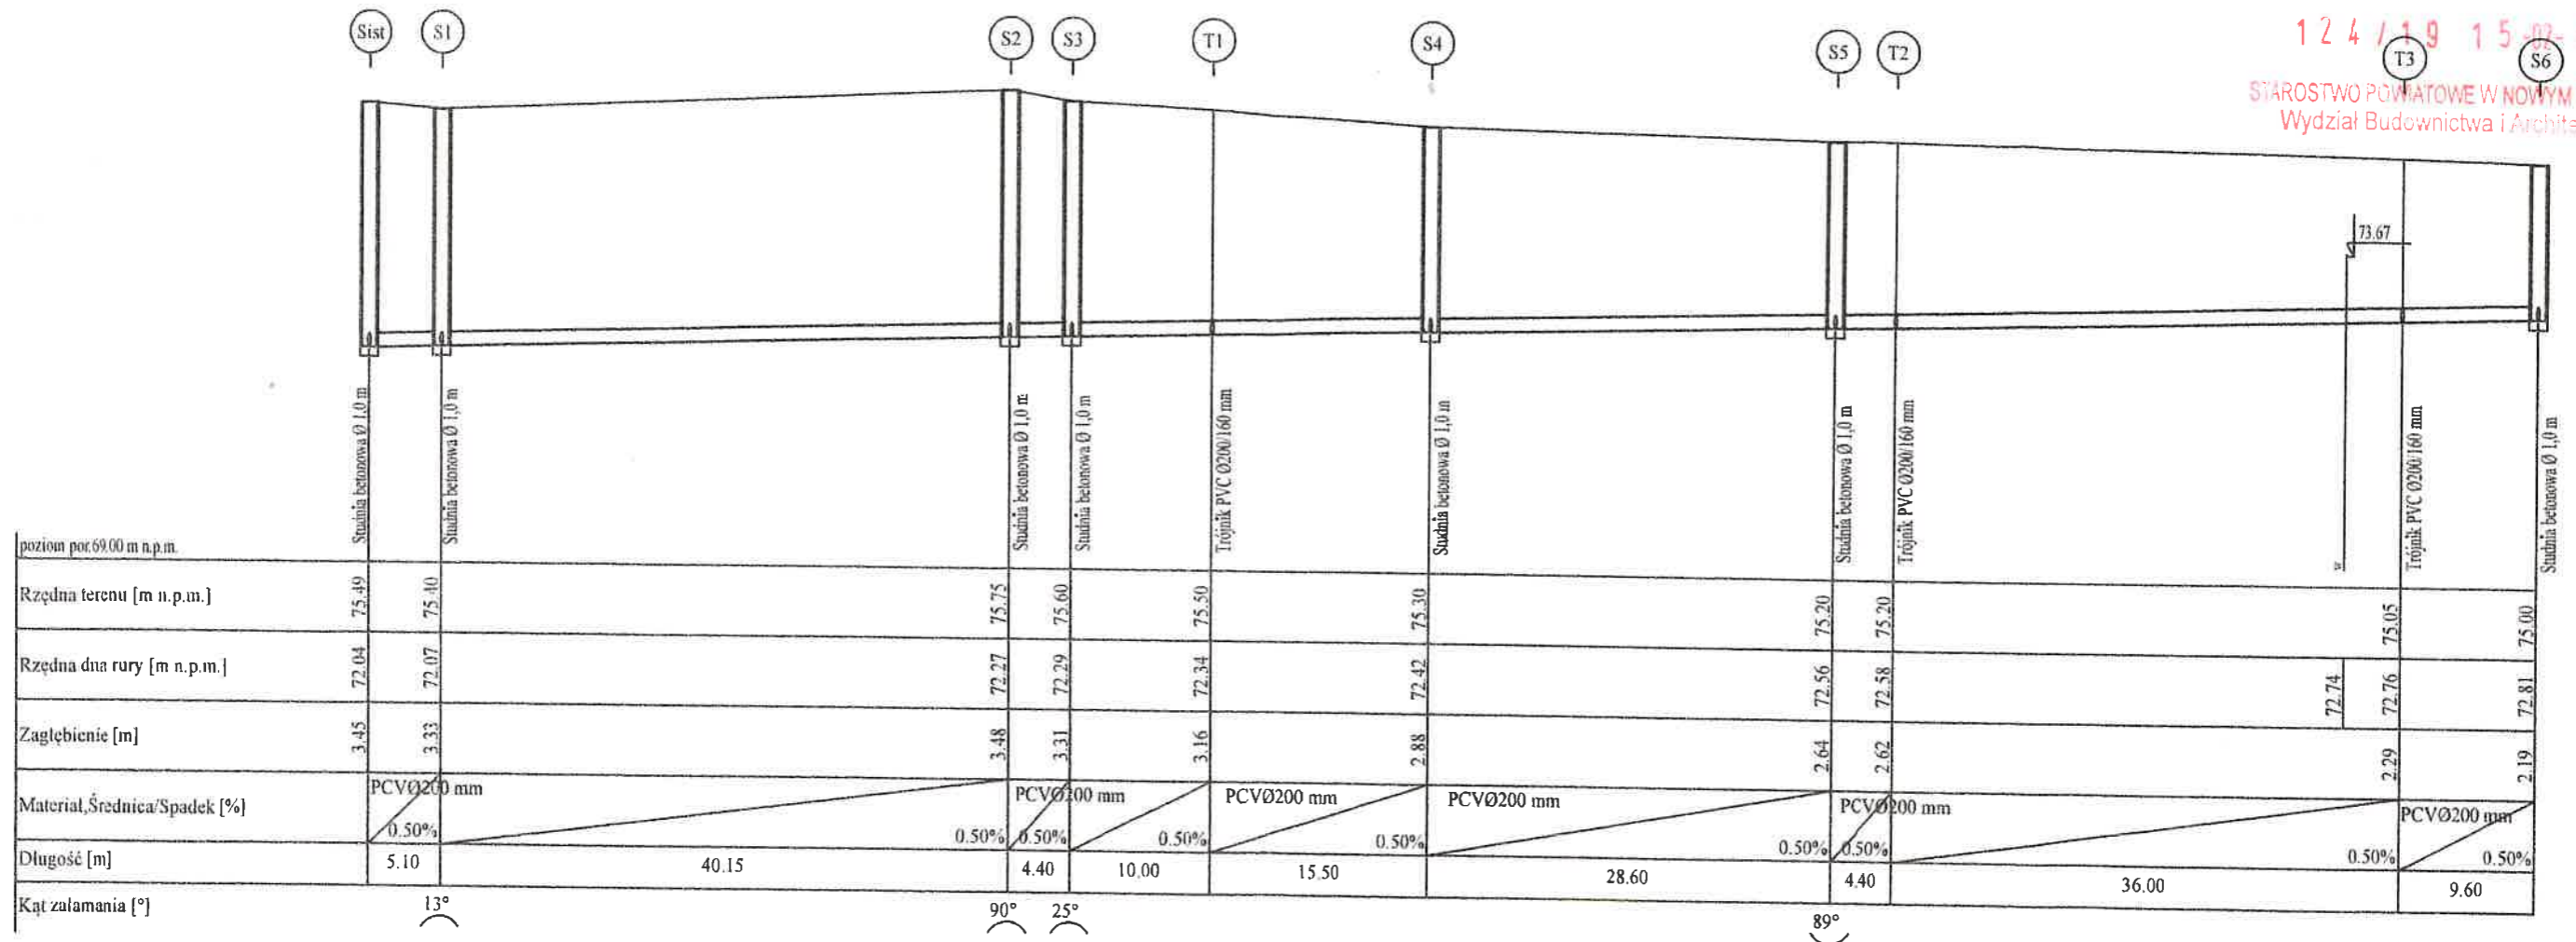 Sist S1 S2 S3 T1 S4 S5 T2 T3 S6
124/19 15-02-
STAROSTWO POWIATOWE W NOWYM
Wydział Budownictwa i Archite
73.67
Studnia betonowa Ø 1,0 m
Studnia betonowa Ø 1,0 m
Studnia betonowa Ø 1,0 m
Studnia betonowa Ø 1,0 m
Trójnik PVC Ø200/160 mm
Studnia betonowa Ø 1,0 m
Studnia betonowa Ø 1,0 m
Trójnik PVC Ø200/160 mm
w
Trójnik PVC Ø200/160 mm
Studnia betonowa Ø 1,0 m
poziom por.69.00 m n.p.m.
Rzędna terenu [m n.p.m.] 75.49 75.40 75.75 75.60 75.50 75.30 75.20 75.20 75.05 75.00
Rzędna dna rury [m n.p.m.] 72.04 72.07 72.27 72.29 72.34 72.42 72.56 72.58 72.74 72.76 72.81
Zagłębienie [m] 3.45 3.33 3.48 3.31 3.16 2.88 2.64 2.62 2.29 2.19
Materiał,Średnica/Spadek [%] PCVØ200 mm PCVØ200 mm PCVØ200 mm PCVØ200 mm PCVØ200 mm PCVØ200 mm
0.50% 0.50% 0.50% 0.50% 0.50% 0.50% 0.50% 0.50% 0.50%
Długość [m] 5.10 40.15 4.40 10.00 15.50 28.60 4.40 36.00 9.60
Kąt załamania [°] 13° 90° 25° 89°